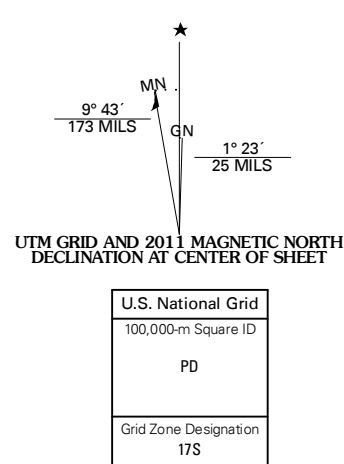 ★
MN
9° 43´
173 MILS
GN
1° 23´
25 MILS
UTM GRID AND 2011 MAGNETIC NORTH
DECLINATION AT CENTER OF SHEET
U.S. National Grid
100,000-m Square ID
PD
Grid Zone Designation
17S